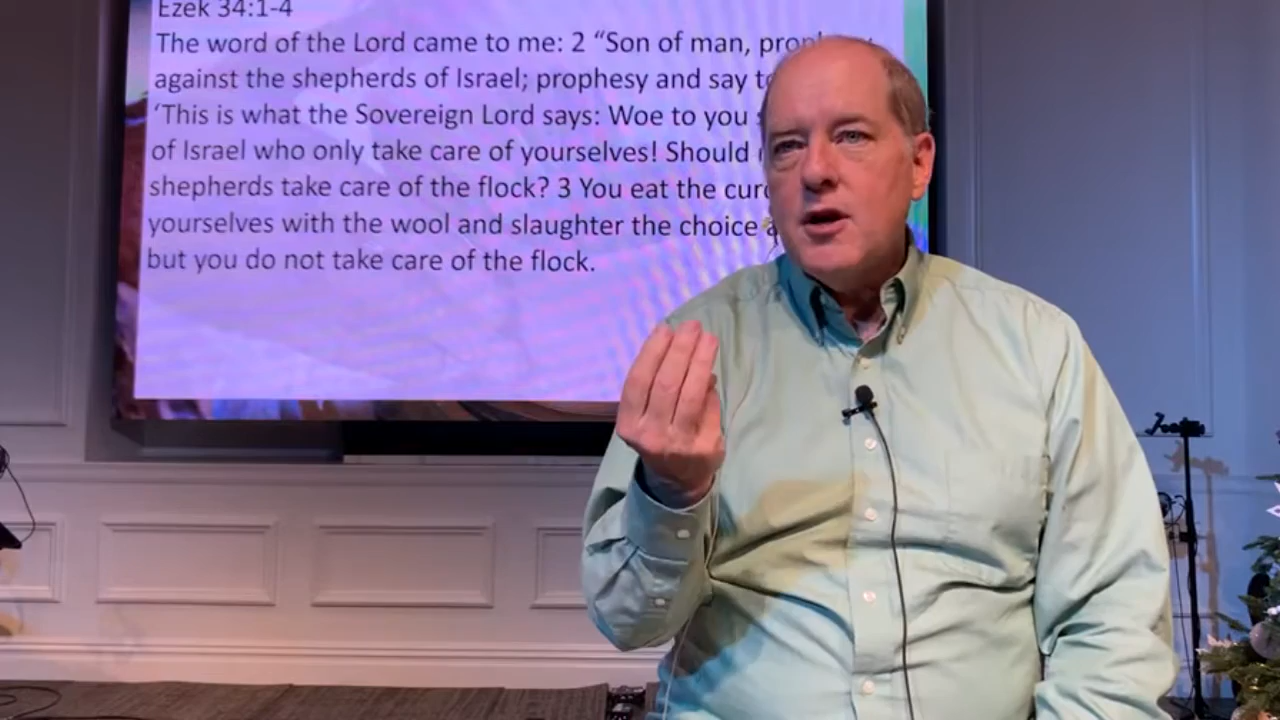 Ezek 34:1-4
The word of the Lord came to me: 2 “Son of man,
against the shepherds of Israel; prophesy and say
‘This is what the Sovereign Lord says: Woe to you
of Israel who only take care of yourselves! Should
shepherds take care of the flock? 3 You eat the
yourselves with the wool and slaughter the choice
but you do not take care of the flock.